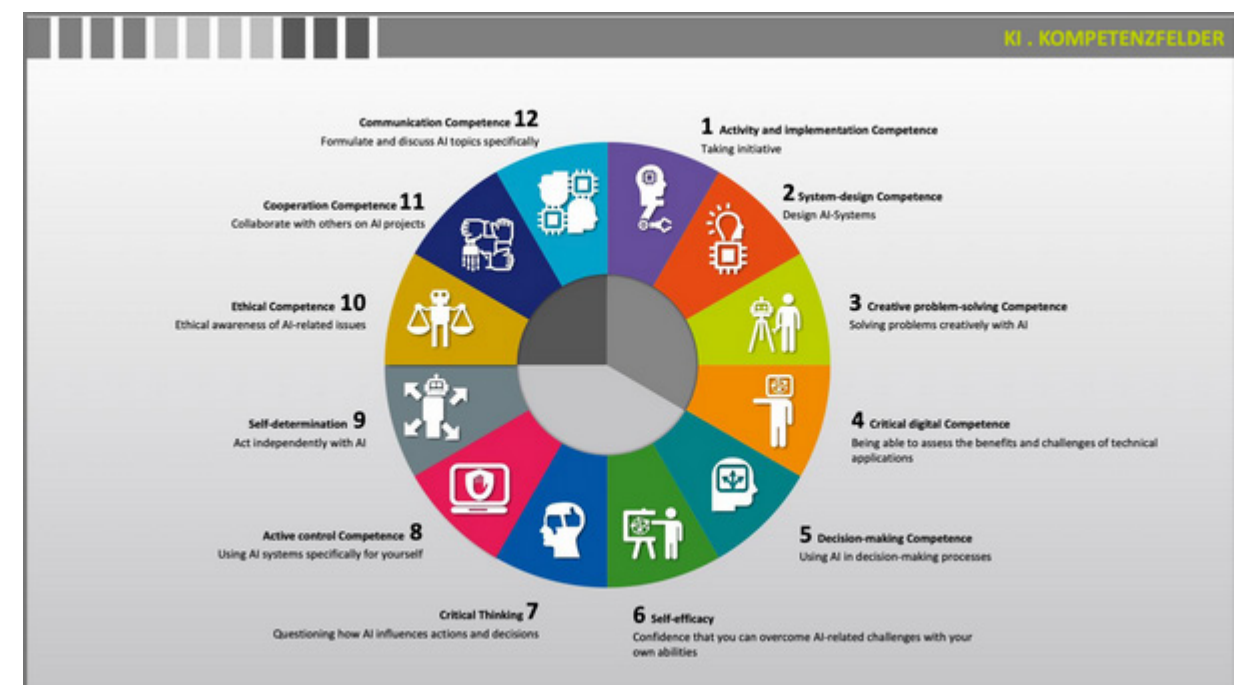 KI . KOMPETENZFELDER
1 Activity and implementation Competence
Taking initiative
2 System-design Competence
Design AI-Systems
3 Creative problem-solving Competence
Solving problems creatively with AI
4 Critical digital Competence
Being able to assess the benefits and challenges of technical
applications
5 Decision-making Competence
Using AI in decision-making processes
6 Self-efficacy
Confidence that you can overcome AI-related challenges with your
own abilities
Critical Thinking 7
Questioning how AI influences actions and decisions
Active control Competence 8
Using AI systems specifically for yourself
Self-determination 9
Act independently with AI
Ethical Competence 10
Ethical awareness of AI-related issues
Cooperation Competence 11
Collaborate with others on AI projects
Communication Competence 12
Formulate and discuss AI topics specifically